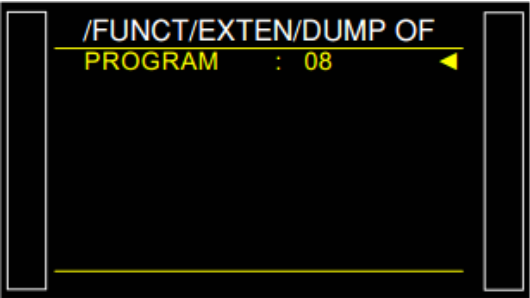 /FUNCT/EXTEN/DUMP OF
PROGRAM : 08 ◄